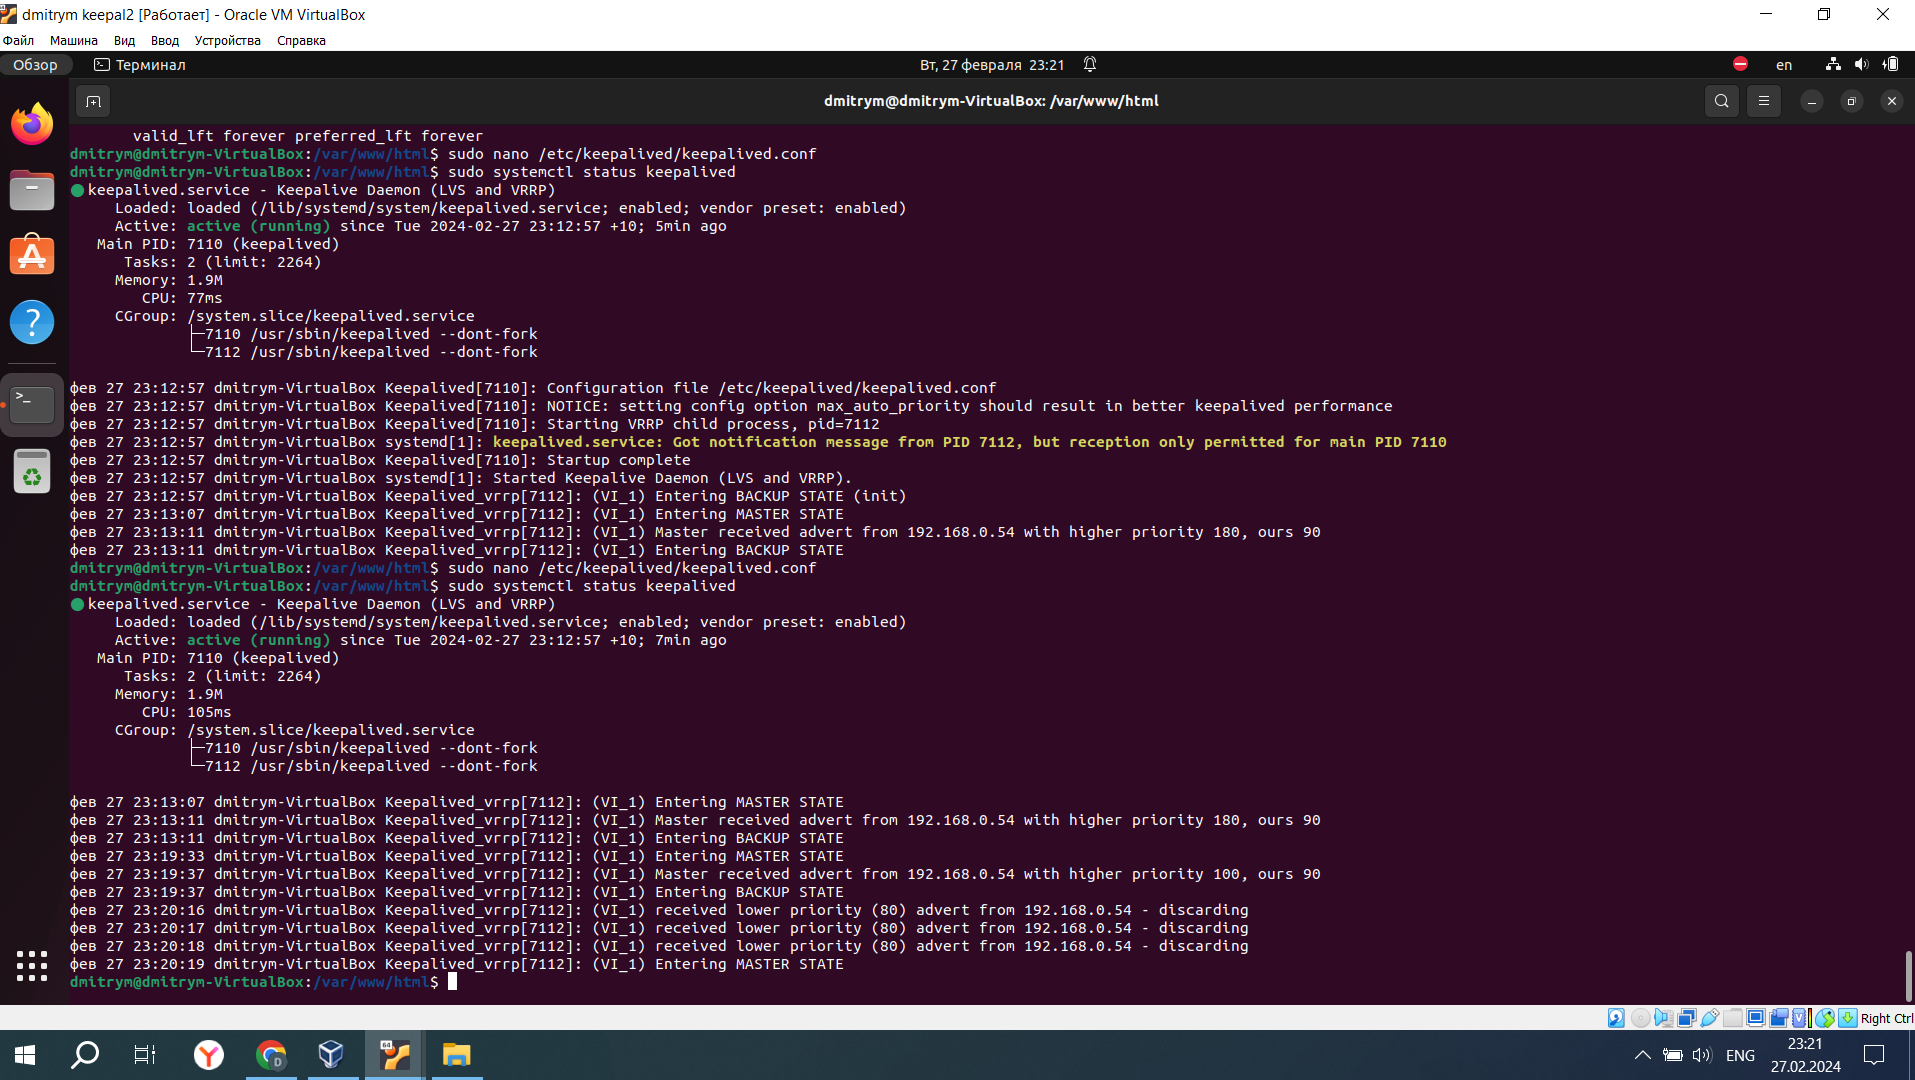 dmitrym keepal2 [Работает] - Oracle VM VirtualBox
Файл Машина Вид Ввод Устройства Справка
Обзор Терминал Вт, 27 февраля 23:21 en
dmitrym@dmitrym-VirtualBox: /var/www/html
valid_lft forever preferred_lft forever
dmitrym@dmitrym-VirtualBox:/var/www/html$ sudo nano /etc/keepalived/keepalived.conf
dmitrym@dmitrym-VirtualBox:/var/www/html$ sudo systemctl status keepalived
keepalived.service - Keepalive Daemon (LVS and VRRP)
Loaded: loaded (/lib/systemd/system/keepalived.service; enabled; vendor preset: enabled)
Active: active (running) since Tue 2024-02-27 23:12:57 +10; 5min ago
Main PID: 7110 (keepalived)
Tasks: 2 (limit: 2264)
Memory: 1.9M
CPU: 77ms
CGroup: /system.slice/keepalived.service
├─7110 /usr/sbin/keepalived --dont-fork
└─7112 /usr/sbin/keepalived --dont-fork
фев 27 23:12:57 dmitrym-VirtualBox Keepalived[7110]: Configuration file /etc/keepalived/keepalived.conf
фев 27 23:12:57 dmitrym-VirtualBox Keepalived[7110]: NOTICE: setting config option max_auto_priority should result in better keepalived performance
фев 27 23:12:57 dmitrym-VirtualBox Keepalived[7110]: Starting VRRP child process, pid=7112
фев 27 23:12:57 dmitrym-VirtualBox systemd[1]: keepalived.service: Got notification message from PID 7112, but reception only permitted for main PID 7110
фев 27 23:12:57 dmitrym-VirtualBox Keepalived[7110]: Startup complete
фев 27 23:12:57 dmitrym-VirtualBox systemd[1]: Started Keepalive Daemon (LVS and VRRP).
фев 27 23:12:57 dmitrym-VirtualBox Keepalived_vrrp[7112]: (VI_1) Entering BACKUP STATE (init)
фев 27 23:13:07 dmitrym-VirtualBox Keepalived_vrrp[7112]: (VI_1) Entering MASTER STATE
фев 27 23:13:11 dmitrym-VirtualBox Keepalived_vrrp[7112]: (VI_1) Master received advert from 192.168.0.54 with higher priority 180, ours 90
фев 27 23:13:11 dmitrym-VirtualBox Keepalived_vrrp[7112]: (VI_1) Entering BACKUP STATE
dmitrym@dmitrym-VirtualBox:/var/www/html$ sudo nano /etc/keepalived/keepalived.conf
dmitrym@dmitrym-VirtualBox:/var/www/html$ sudo systemctl status keepalived
keepalived.service - Keepalive Daemon (LVS and VRRP)
Loaded: loaded (/lib/systemd/system/keepalived.service; enabled; vendor preset: enabled)
Active: active (running) since Tue 2024-02-27 23:12:57 +10; 7min ago
Main PID: 7110 (keepalived)
Tasks: 2 (limit: 2264)
Memory: 1.9M
CPU: 105ms
CGroup: /system.slice/keepalived.service
├─7110 /usr/sbin/keepalived --dont-fork
└─7112 /usr/sbin/keepalived --dont-fork
фев 27 23:13:07 dmitrym-VirtualBox Keepalived_vrrp[7112]: (VI_1) Entering MASTER STATE
фев 27 23:13:11 dmitrym-VirtualBox Keepalived_vrrp[7112]: (VI_1) Master received advert from 192.168.0.54 with higher priority 180, ours 90
фев 27 23:13:11 dmitrym-VirtualBox Keepalived_vrrp[7112]: (VI_1) Entering BACKUP STATE
фев 27 23:19:33 dmitrym-VirtualBox Keepalived_vrrp[7112]: (VI_1) Entering MASTER STATE
фев 27 23:19:37 dmitrym-VirtualBox Keepalived_vrrp[7112]: (VI_1) Master received advert from 192.168.0.54 with higher priority 100, ours 90
фев 27 23:19:37 dmitrym-VirtualBox Keepalived_vrrp[7112]: (VI_1) Entering BACKUP STATE
фев 27 23:20:16 dmitrym-VirtualBox Keepalived_vrrp[7112]: (VI_1) received lower priority (80) advert from 192.168.0.54 - discarding
фев 27 23:20:17 dmitrym-VirtualBox Keepalived_vrrp[7112]: (VI_1) received lower priority (80) advert from 192.168.0.54 - discarding
фев 27 23:20:18 dmitrym-VirtualBox Keepalived_vrrp[7112]: (VI_1) received lower priority (80) advert from 192.168.0.54 - discarding
фев 27 23:20:19 dmitrym-VirtualBox Keepalived_vrrp[7112]: (VI_1) Entering MASTER STATE
dmitrym@dmitrym-VirtualBox:/var/www/html$
Right Ctrl
ENG
23:21
27.02.2024